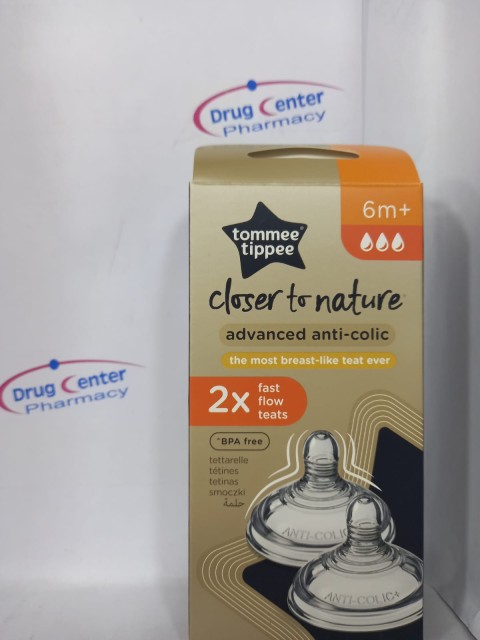 Drug Center
Pharmacy
Drug Center
Pharmacy
6m+
tommee®
tippee
closer to nature®
advanced anti-colic
the most breast-like teat ever
2x
fast
flow
teats
*BPA free
tettarelle
tétines
tetinas
smoczki
حلمة
ANTI-COLIC
ANTI-COLIC+